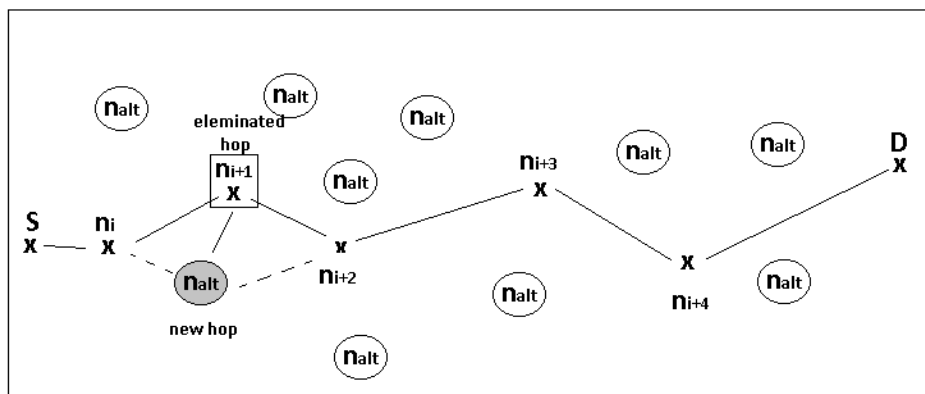 nalt
nalt
nalt
eleminated
hop
ni+1
nalt
ni+3
nalt
nalt
D
S
ni
nalt
new hop
ni+2
nalt
nalt
nalt
ni+4